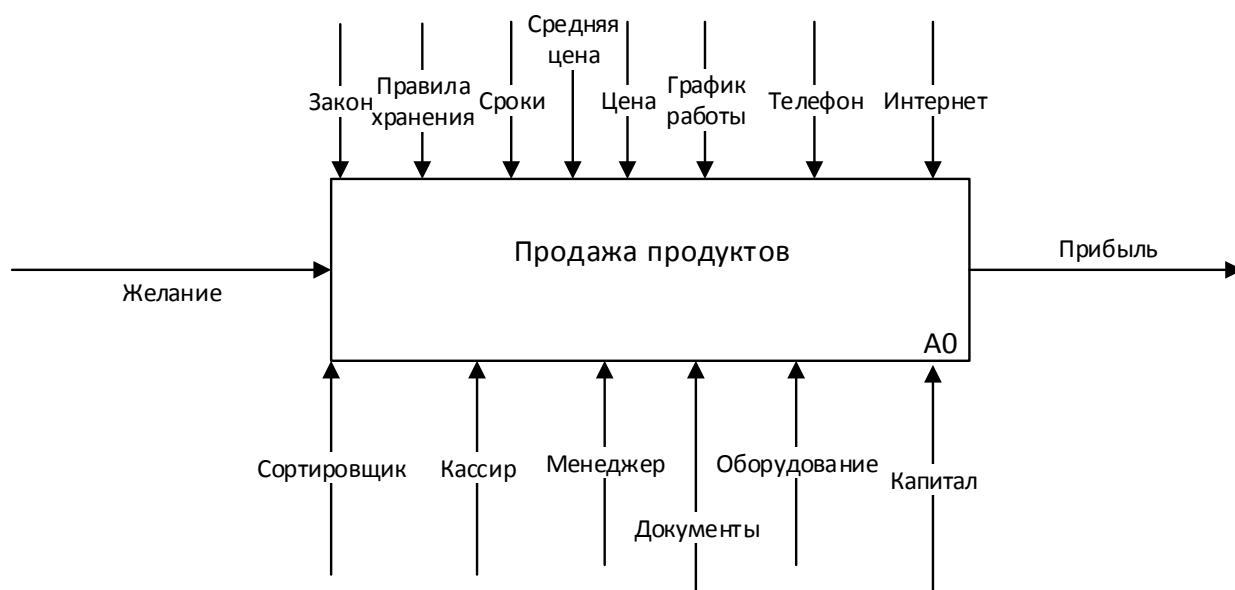 Закон
Правила
хранения
Сроки
Средняя
цена
Цена
График
работы
Телефон
Интернет
Продажа продуктов
Желание
Прибыль
A0
Сортировщик
Кассир
Менеджер
Документы
Оборудование
Капитал